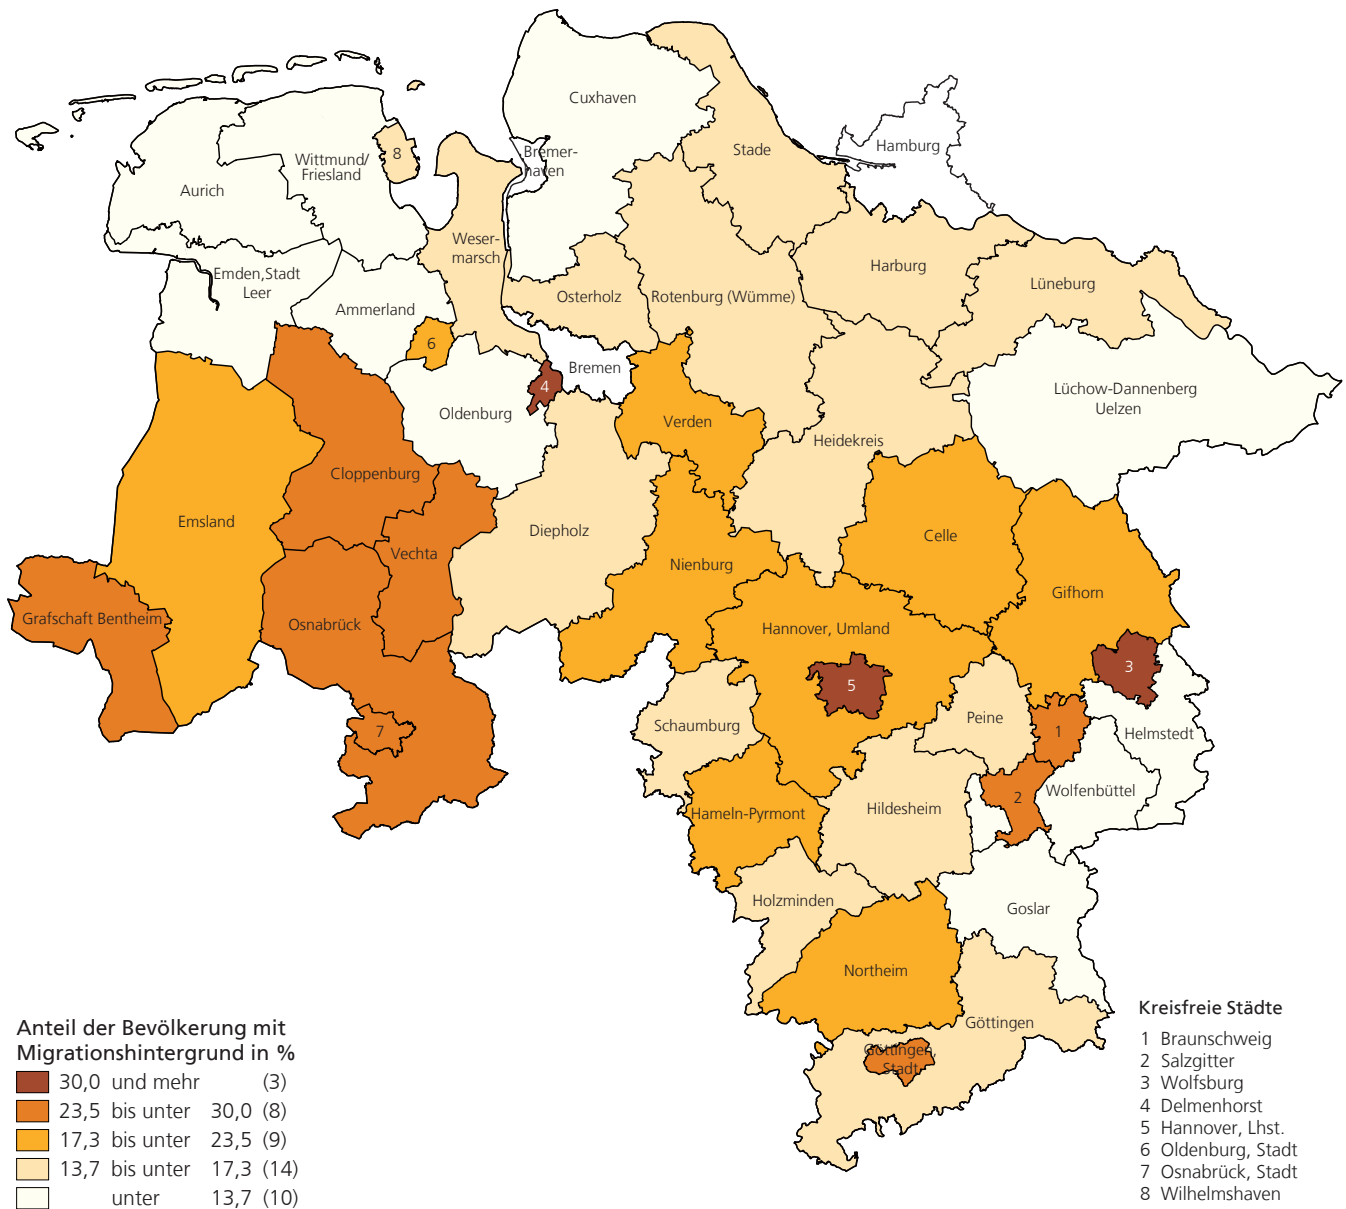 Cuxhaven
Bremer-
haven
Stade
Hamburg
8
Wittmund/
Friesland
Aurich
Weser-
marsch
Harburg
Emden,Stadt
Leer
Lüneburg
Osterholz
Rotenburg (Wümme)
Ammerland
6
Bremen
4
Lüchow-Dannenberg
Uelzen
Oldenburg
Verden
Heidekreis
Cloppenburg
Emsland
Diepholz
Celle
Vechta
Nienburg
Gifhorn
Grafschaft Bentheim
Osnabrück
Hannover, Umland
3
5
Schaumburg
Peine
7
1
Helmstedt
Wolfenbüttel
2
Hildesheim
Hameln-Pyrmont
Holzminden
Goslar
Northeim
Göttingen
Göttingen,
Stadt
Anteil der Bevölkerung mit
Migrationshintergrund in %
30,0 und mehr (3)
23,5 bis unter 30,0 (8)
17,3 bis unter 23,5 (9)
13,7 bis unter 17,3 (14)
unter 13,7 (10)
Kreisfreie Städte
1 Braunschweig
2 Salzgitter
3 Wolfsburg
4 Delmenhorst
5 Hannover, Lhst.
6 Oldenburg, Stadt
7 Osnabrück, Stadt
8 Wilhelmshaven